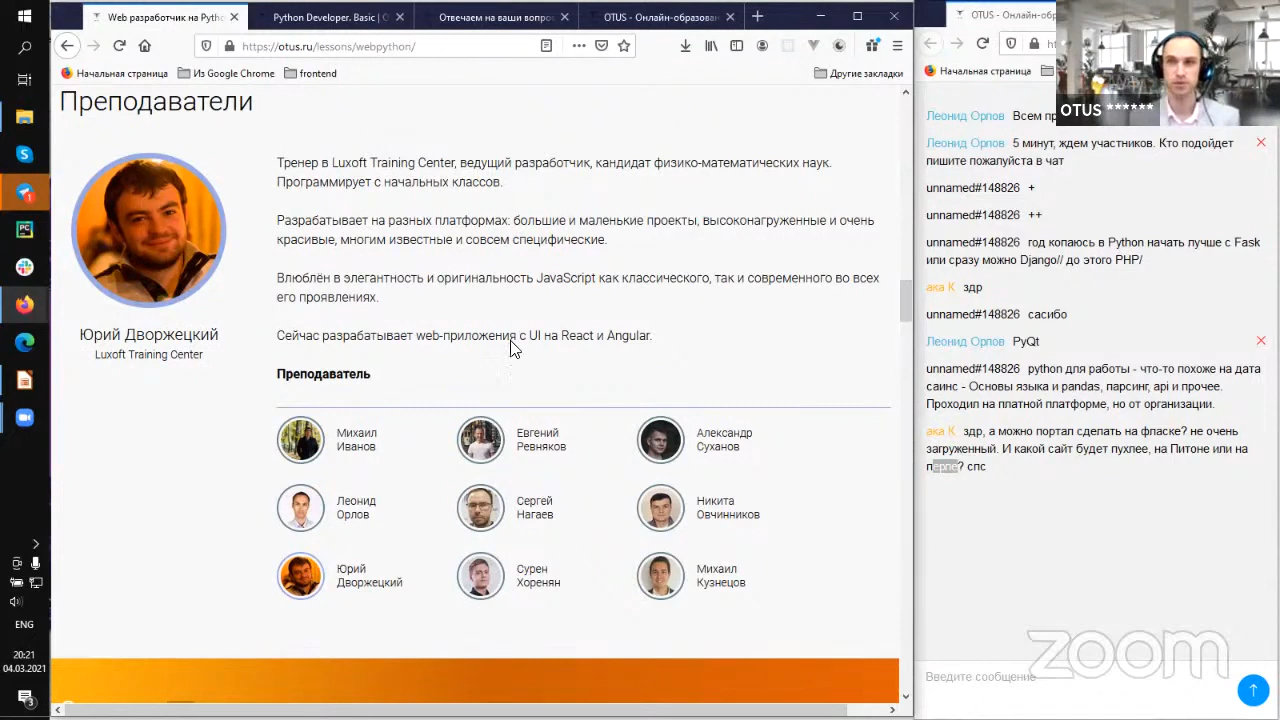 Web разработчик на Pytho
Python Developer. Basic | O
Отвечаем на ваши вопрос
OTUS - Онлайн-образован
https://otus.ru/lessons/webpython/
Начальная страница
Из Google Chrome
frontend
Другие закладки
Преподаватели
Тренер в Luxoft Training Center, ведущий разработчик, кандидат физико-математических наук.
Программирует с начальных классов.
Разрабатывает на разных платформах: большие и маленькие проекты, высоконагруженные и очень
красивые, многим известные и совсем специфические.
Влюблён в элегантность и оригинальность JavaScript как классического, так и современного во всех
его проявлениях.
Сейчас разрабатывает web-приложения с UI на React и Angular.
Преподаватель
Юрий Дворжецкий
Luxoft Training Center
Михаил
Иванов
Евгений
Ревняков
Александр
Суханов
Леонид
Орлов
Сергей
Нагаев
Никита
Овчинников
Юрий
Дворжецкий
Сурен
Хоренян
Михаил
Кузнецов
ENG
20:21
04.03.2021
3
OTUS - Онлайн-обра
Начальная страница
OTUS ******
Леонид Орлов Всем пр
Леонид Орлов 5 минут, ждем участников. Кто подойдет
пишите пожалуйста в чат
unnamed#148826 +
unnamed#148826 ++
unnamed#148826 год копаюсь в Python начать лучше с Fask
или сразу можно Django// до этого PHP/
ака К здр
unnamed#148826 сасибо
Леонид Орлов PyQt
unnamed#148826 python для работы - что-то похоже на дата
саинс - Основы языка и pandas, парсинг, api и прочее.
Проходил на платной платформе, но от организации.
ака К здр, а можно портал сделать на фласке? не очень
загруженный. И какой сайт будет пухлее, на Питоне или на
перле? спс
zoom
Введите сообщение